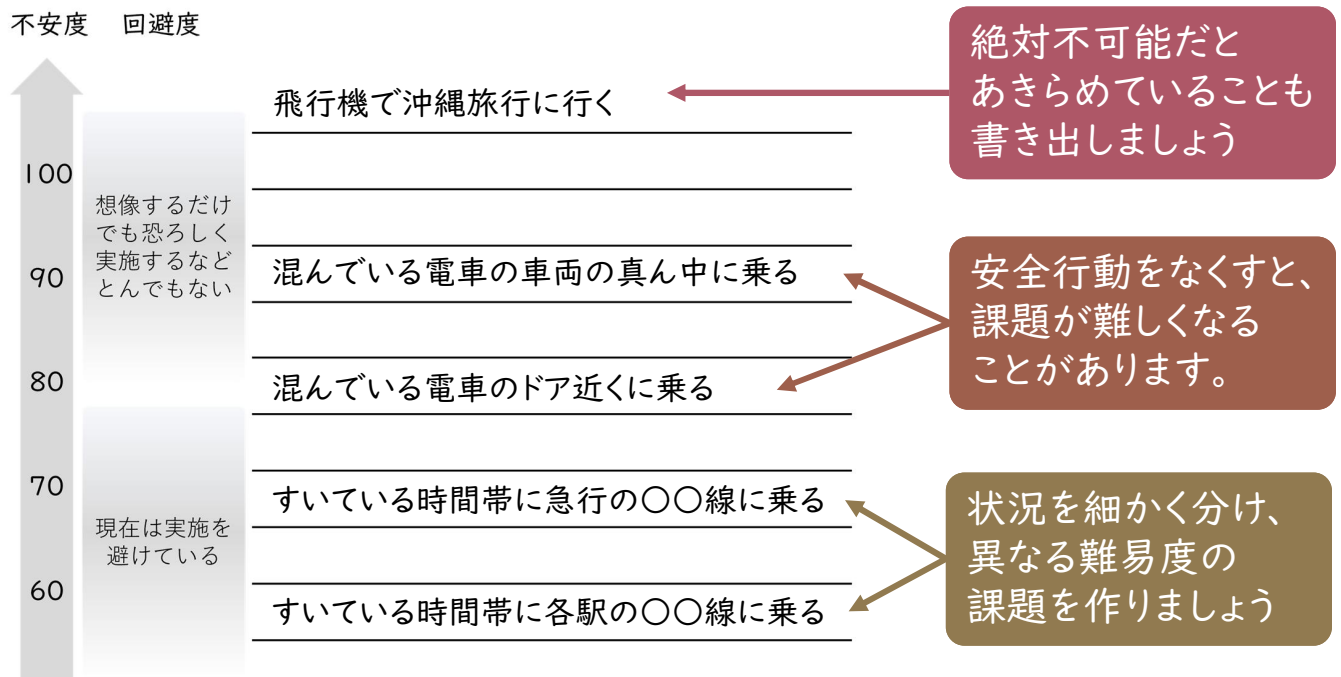 不安度 回避度
飛行機で沖縄旅行に行く
絶対不可能だと
あきらめていることも
書き出しましょう
100
想像するだけ
でも恐ろしく
実施するなど
とんでもない
90
混んでいる電車の車両の真ん中に乗る
安全行動をなくすと、
課題が難しくなる
ことがあります。
80
混んでいる電車のドア近くに乗る
70
すいている時間帯に急行の〇〇線に乗る
現在は実施を
避けている
状況を細かく分け、
異なる難易度の
課題を作りましょう
60
すいている時間帯に各駅の〇〇線に乗る